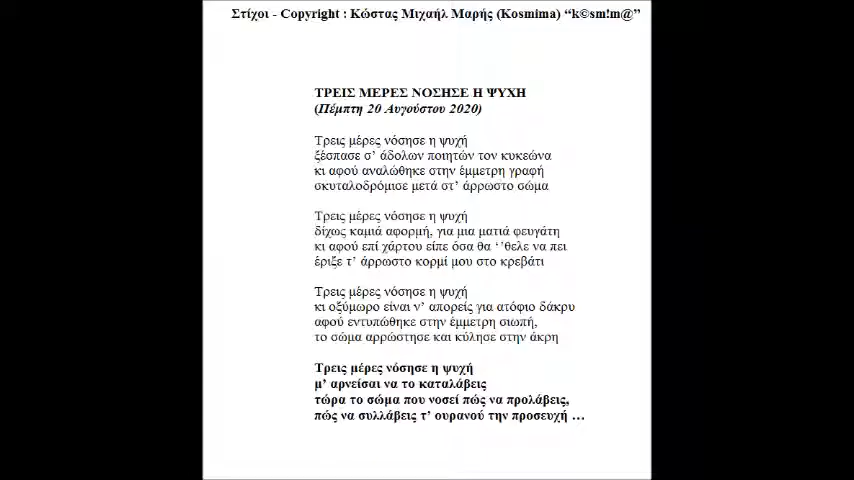 Στίχοι - Copyright : Κώστας Μιχαήλ Μαρής (Kosmima) “k©sm!m@”
ΤΡΕΙΣ ΜΕΡΕΣ ΝΟΣΗΣΕ Η ΨΥΧΗ
(Πέμπτη 20 Αυγούστου 2020)
Τρεις μέρες νόσησε η ψυχή
ξέσπασε σ’ άδολων ποιητών τον κυκεώνα
κι αφού αναλώθηκε στην έμμετρη γραφή
σκυταλοδρόμισε μετά στ’ άρρωστο σώμα
Τρεις μέρες νόσησε η ψυχή
δίχως καμιά αφορμή, για μια ματιά φευγάτη
κι αφού επί χάρτου είπε όσα θα ‘’θελε να πει
έριξε τ’ άρρωστο κορμί μου στο κρεβάτι
Τρεις μέρες νόσησε η ψυχή
κι οξύμωρο είναι ν’ απορείς για ατόφιο δάκρυ
αφού εντυπώθηκε στην έμμετρη σιωπή,
το σώμα αρρώστησε και κύλησε στην άκρη
Τρεις μέρες νόσησε η ψυχή
μ’ αρνείσαι να το καταλάβεις
τώρα το σώμα που νοσεί πώς να προλάβεις,
πώς να συλλάβεις τ’ ουρανού την προσευχή …